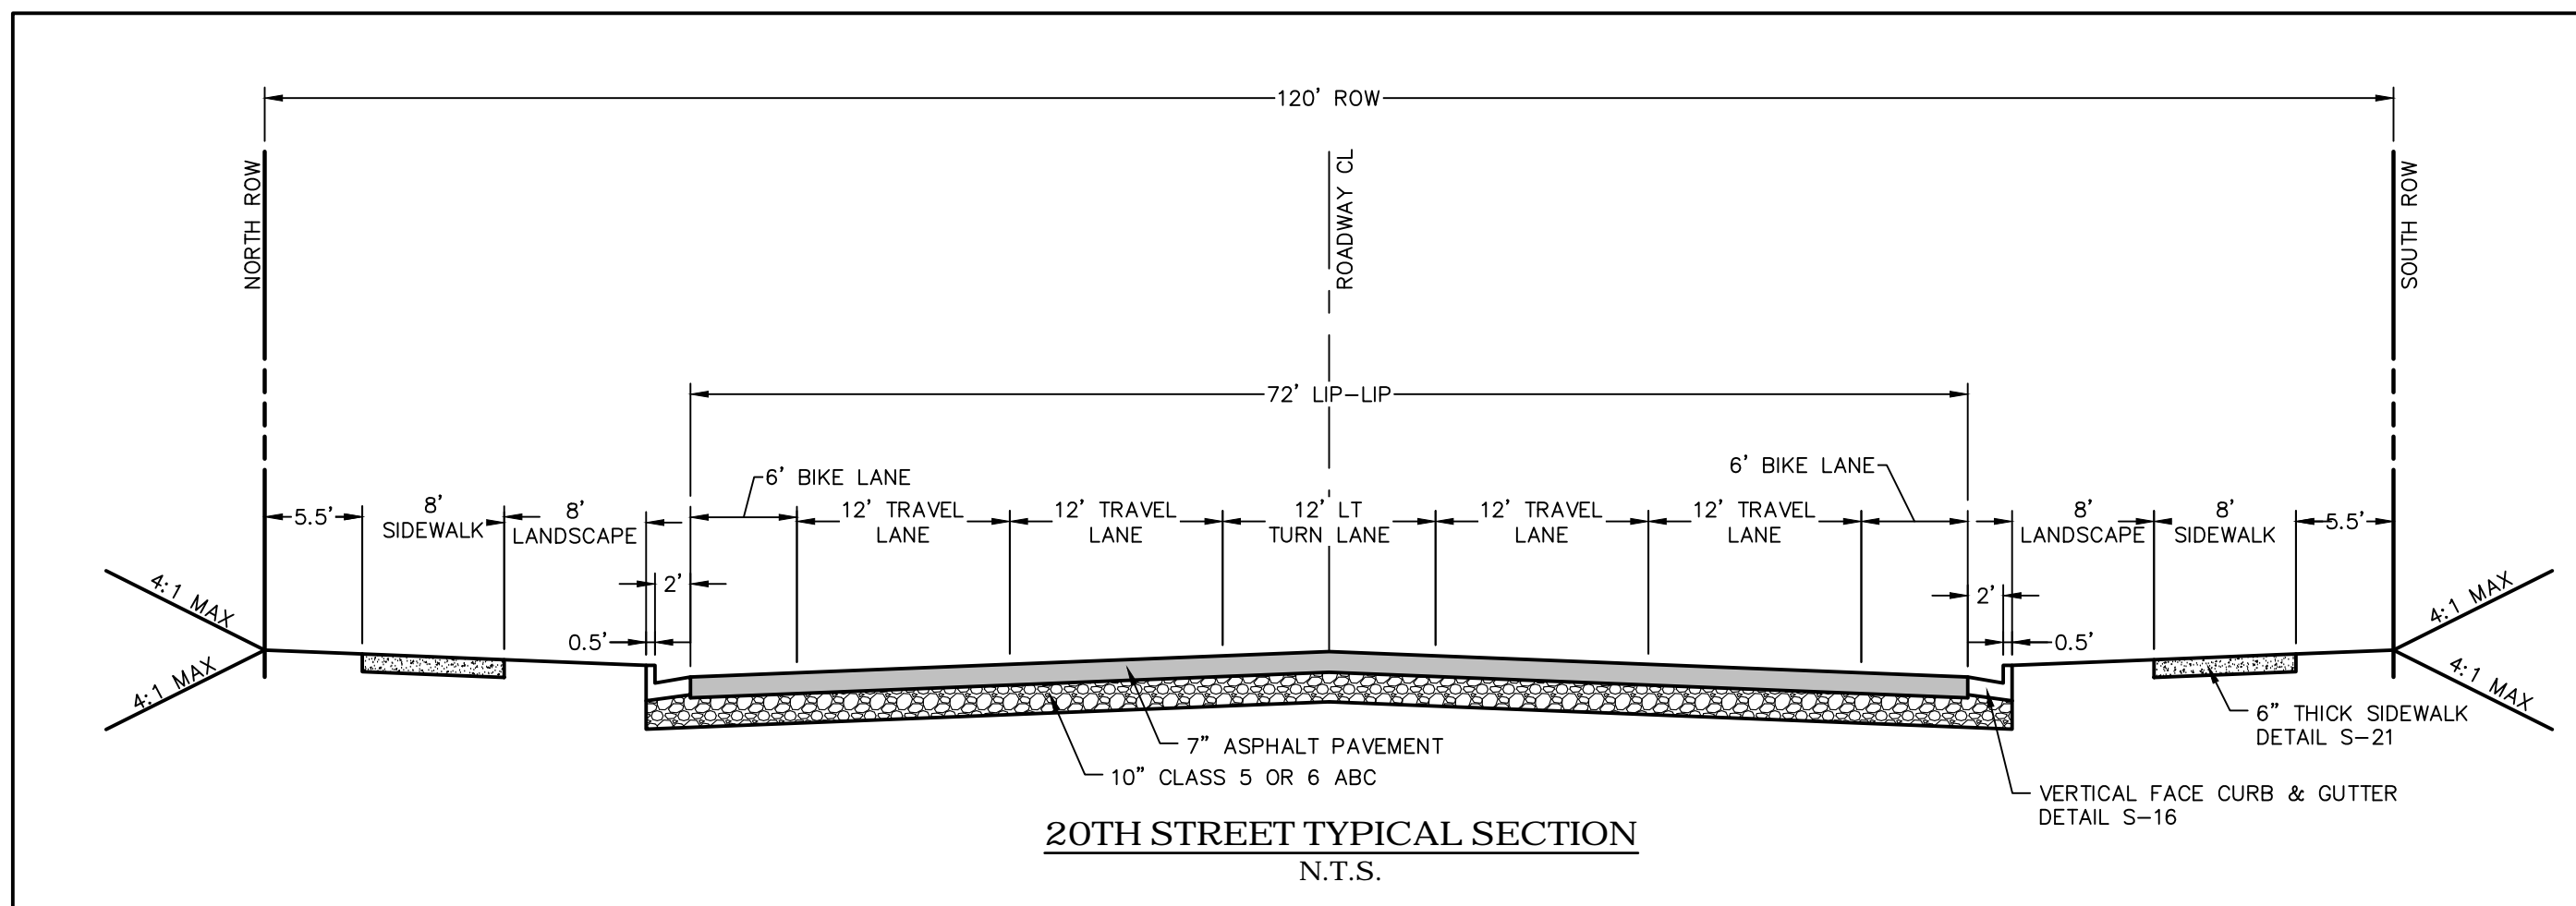 120' ROW
NORTH ROW
ROADWAY CL
SOUTH ROW
72' LIP-LIP
6' BIKE LANE
6' BIKE LANE
5.5'
8'
SIDEWALK
8'
LANDSCAPE
12' TRAVEL
LANE
12' TRAVEL
LANE
12' LT
TURN LANE
12' TRAVEL
LANE
12' TRAVEL
LANE
8'
LANDSCAPE
8'
SIDEWALK
5.5'
4:1 MAX
4:1 MAX
2'
0.5'
2'
0.5'
4:1 MAX
4:1 MAX
7" ASPHALT PAVEMENT
10" CLASS 5 OR 6 ABC
6" THICK SIDEWALK
DETAIL S-21
VERTICAL FACE CURB & GUTTER
DETAIL S-16
20TH STREET TYPICAL SECTION
N.T.S.